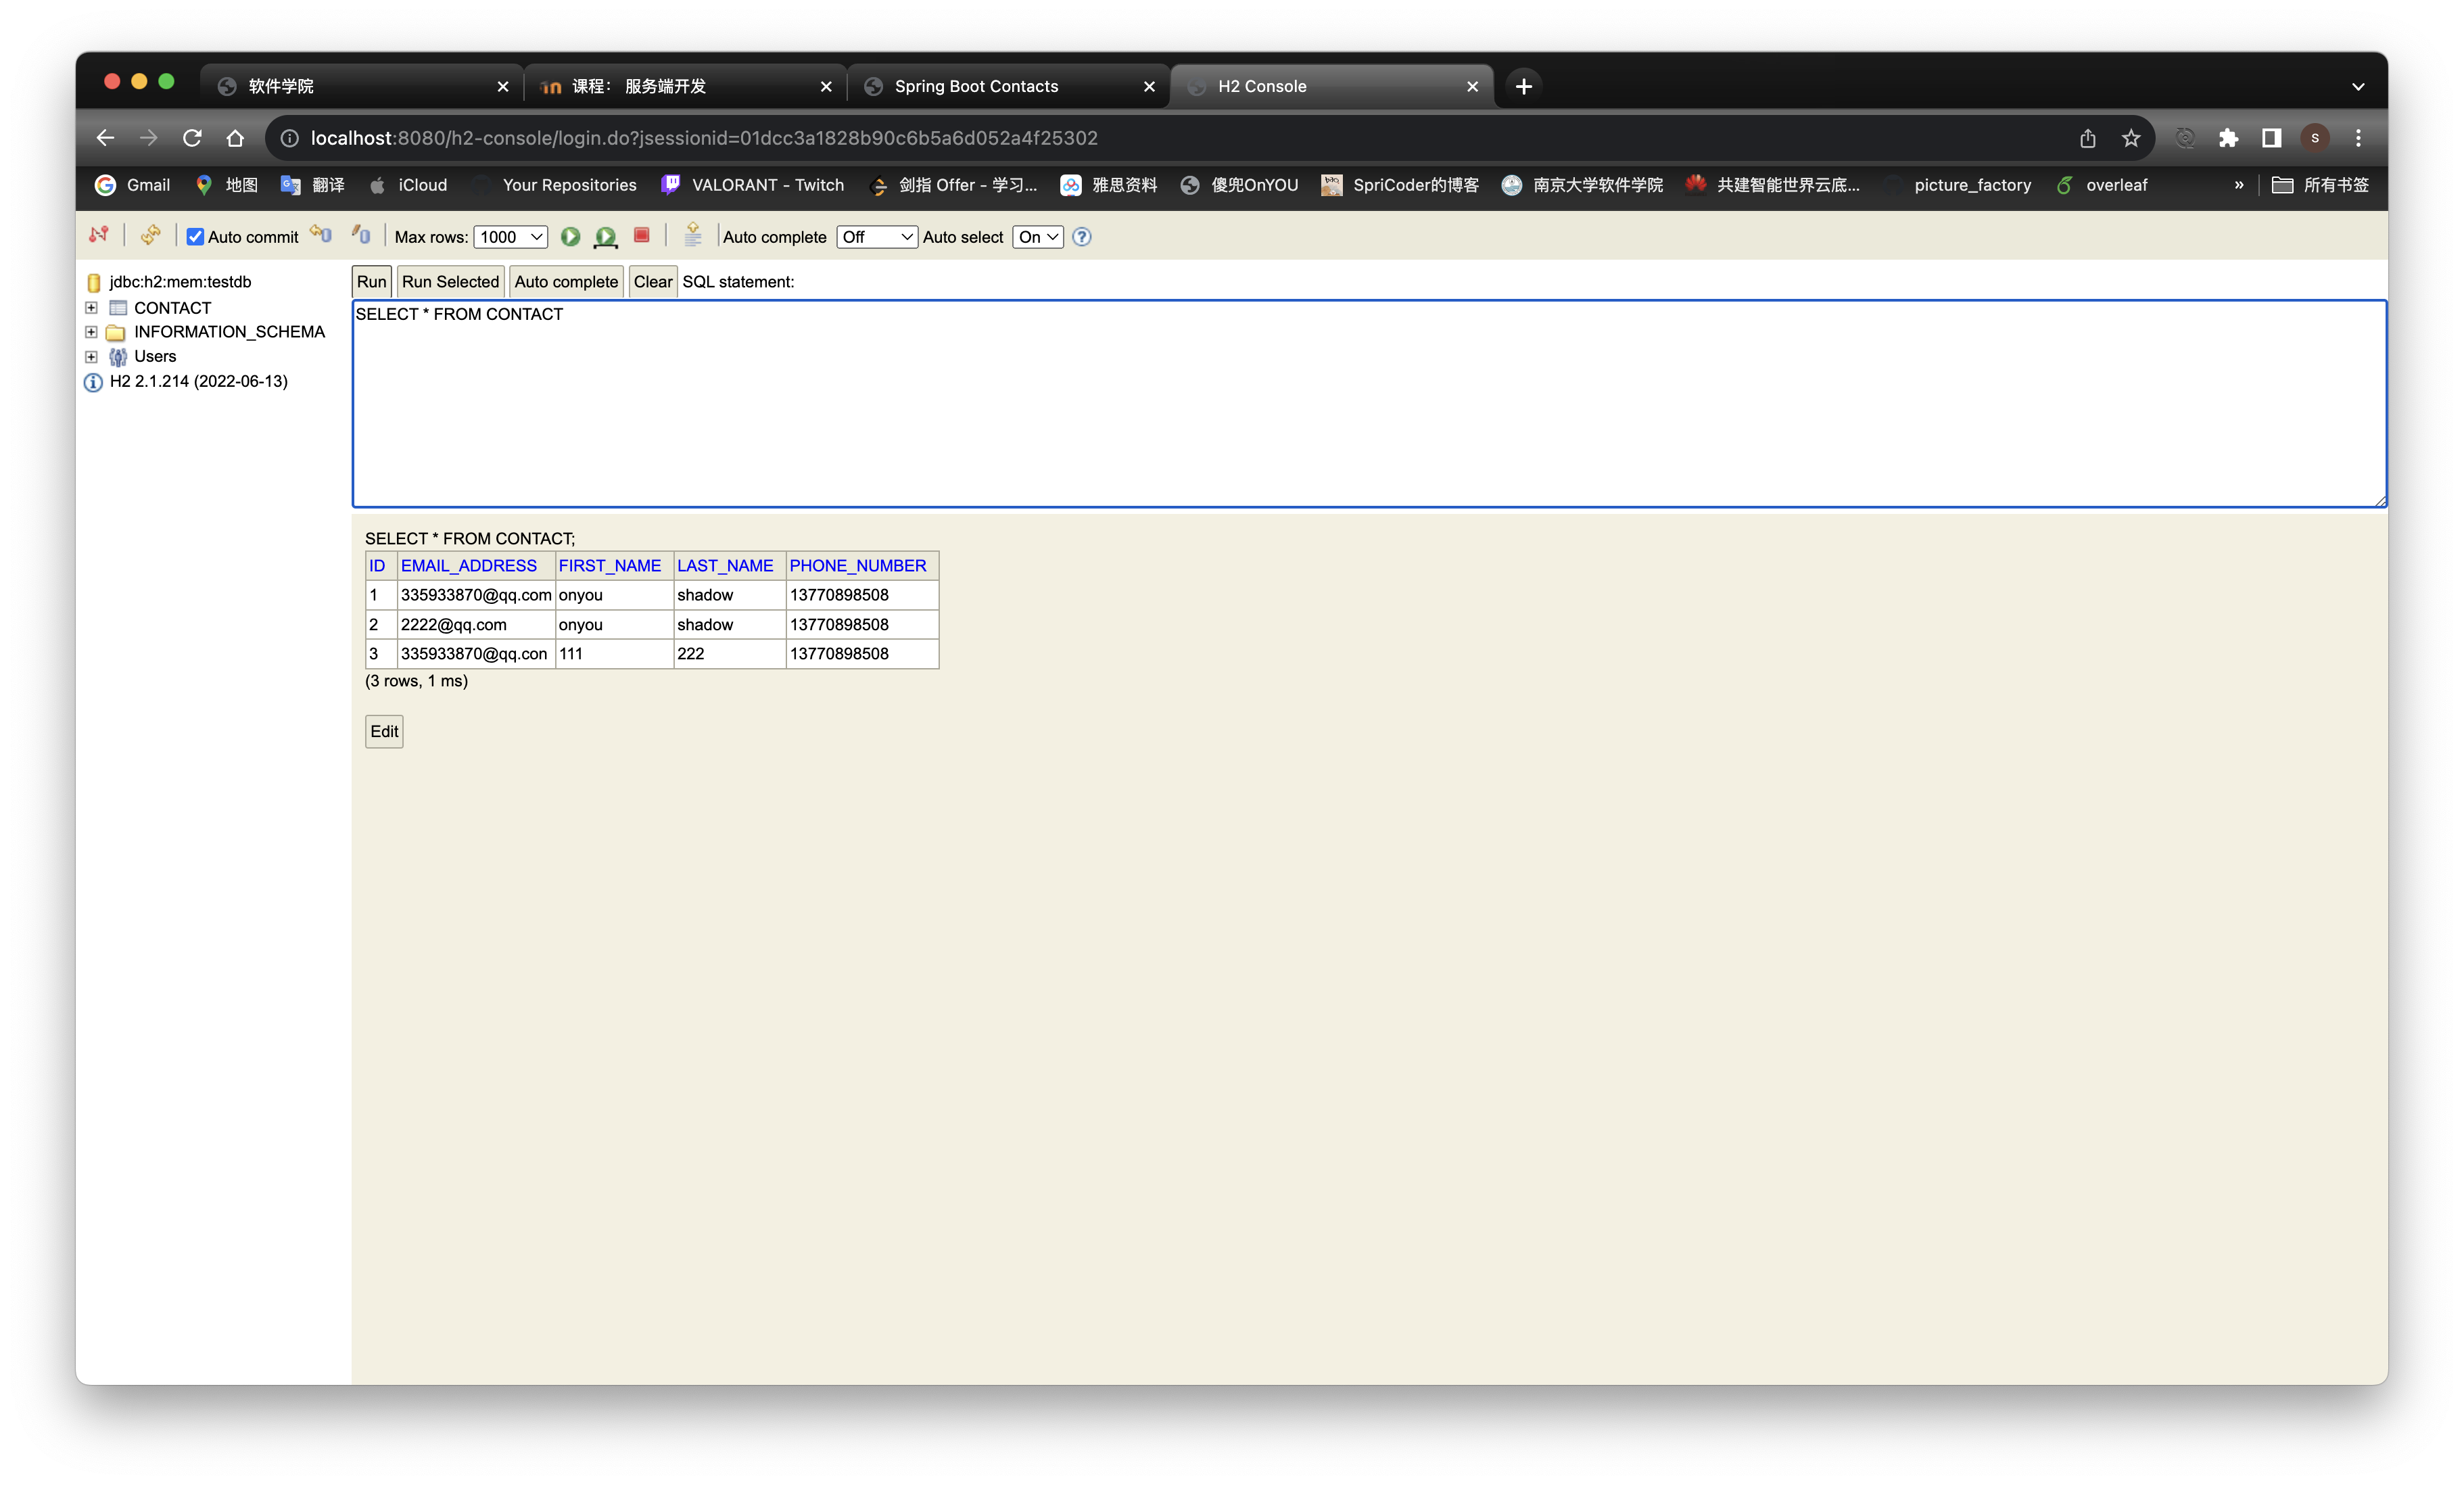 软件学院 课程： 服务端开发 Spring Boot Contacts H2 Console
localhost:8080/h2-console/login.do?jsessionid=01dcc3a1828b90c6b5a6d052a4f25302 s
Gmail 地图 翻译 iCloud Your Repositories VALORANT - Twitch 剑指 Offer - 学习... 雅思资料 傻兜OnYOU SpriCoder的博客 南京大学软件学院 共建智能世界云底... picture_factory overleaf » 所有书签
Auto commit Max rows: 1000 Auto complete Off Auto select On
jdbc:h2:mem:testdb
CONTACT
INFORMATION_SCHEMA
Users
H2 2.1.214 (2022-06-13)
Run Run Selected Auto complete Clear SQL statement:
SELECT * FROM CONTACT
SELECT * FROM CONTACT;
ID EMAIL_ADDRESS FIRST_NAME LAST_NAME PHONE_NUMBER
1 335933870@qq.com onyou shadow 13770898508
2 2222@qq.com onyou shadow 13770898508
3 335933870@qq.con 111 222 13770898508
(3 rows, 1 ms)
Edit